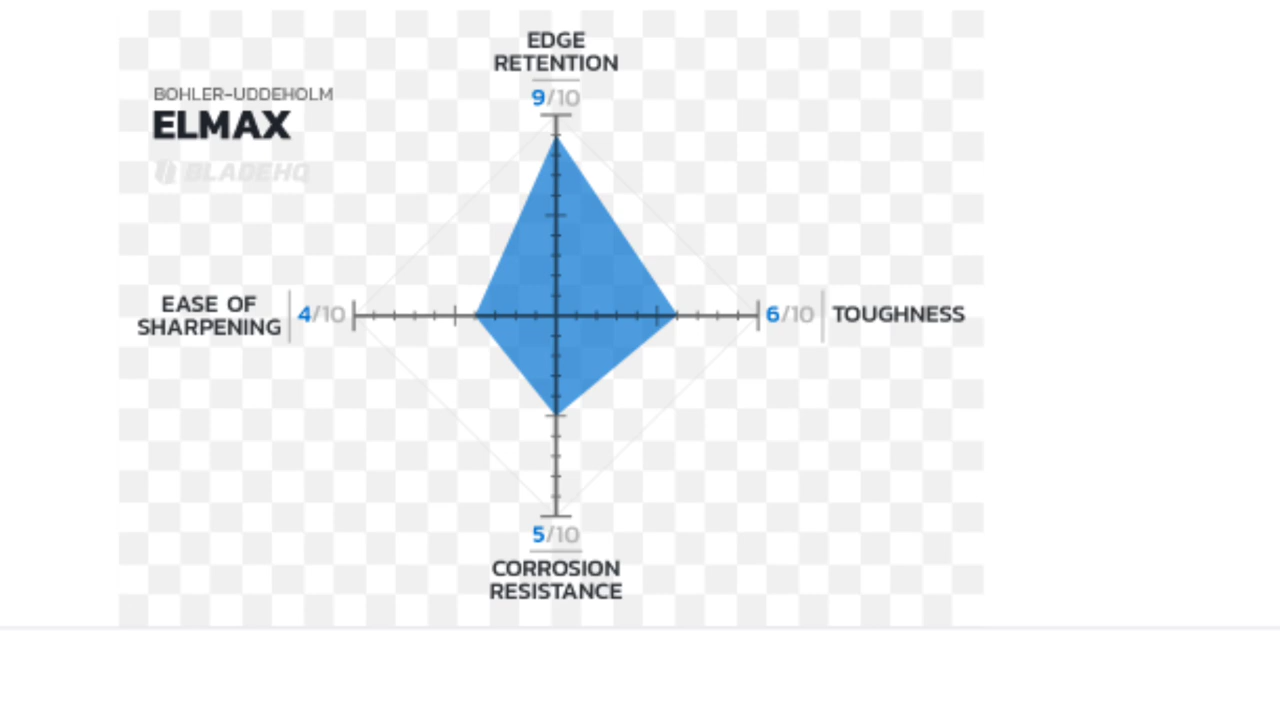 EDGE
RETENTION
9/10
BOHLER-UDDEHOLM
ELMAX
BLADEHQ
EASE OF
SHARPENING
4/10
6/10
TOUGHNESS
5/10
CORROSION
RESISTANCE